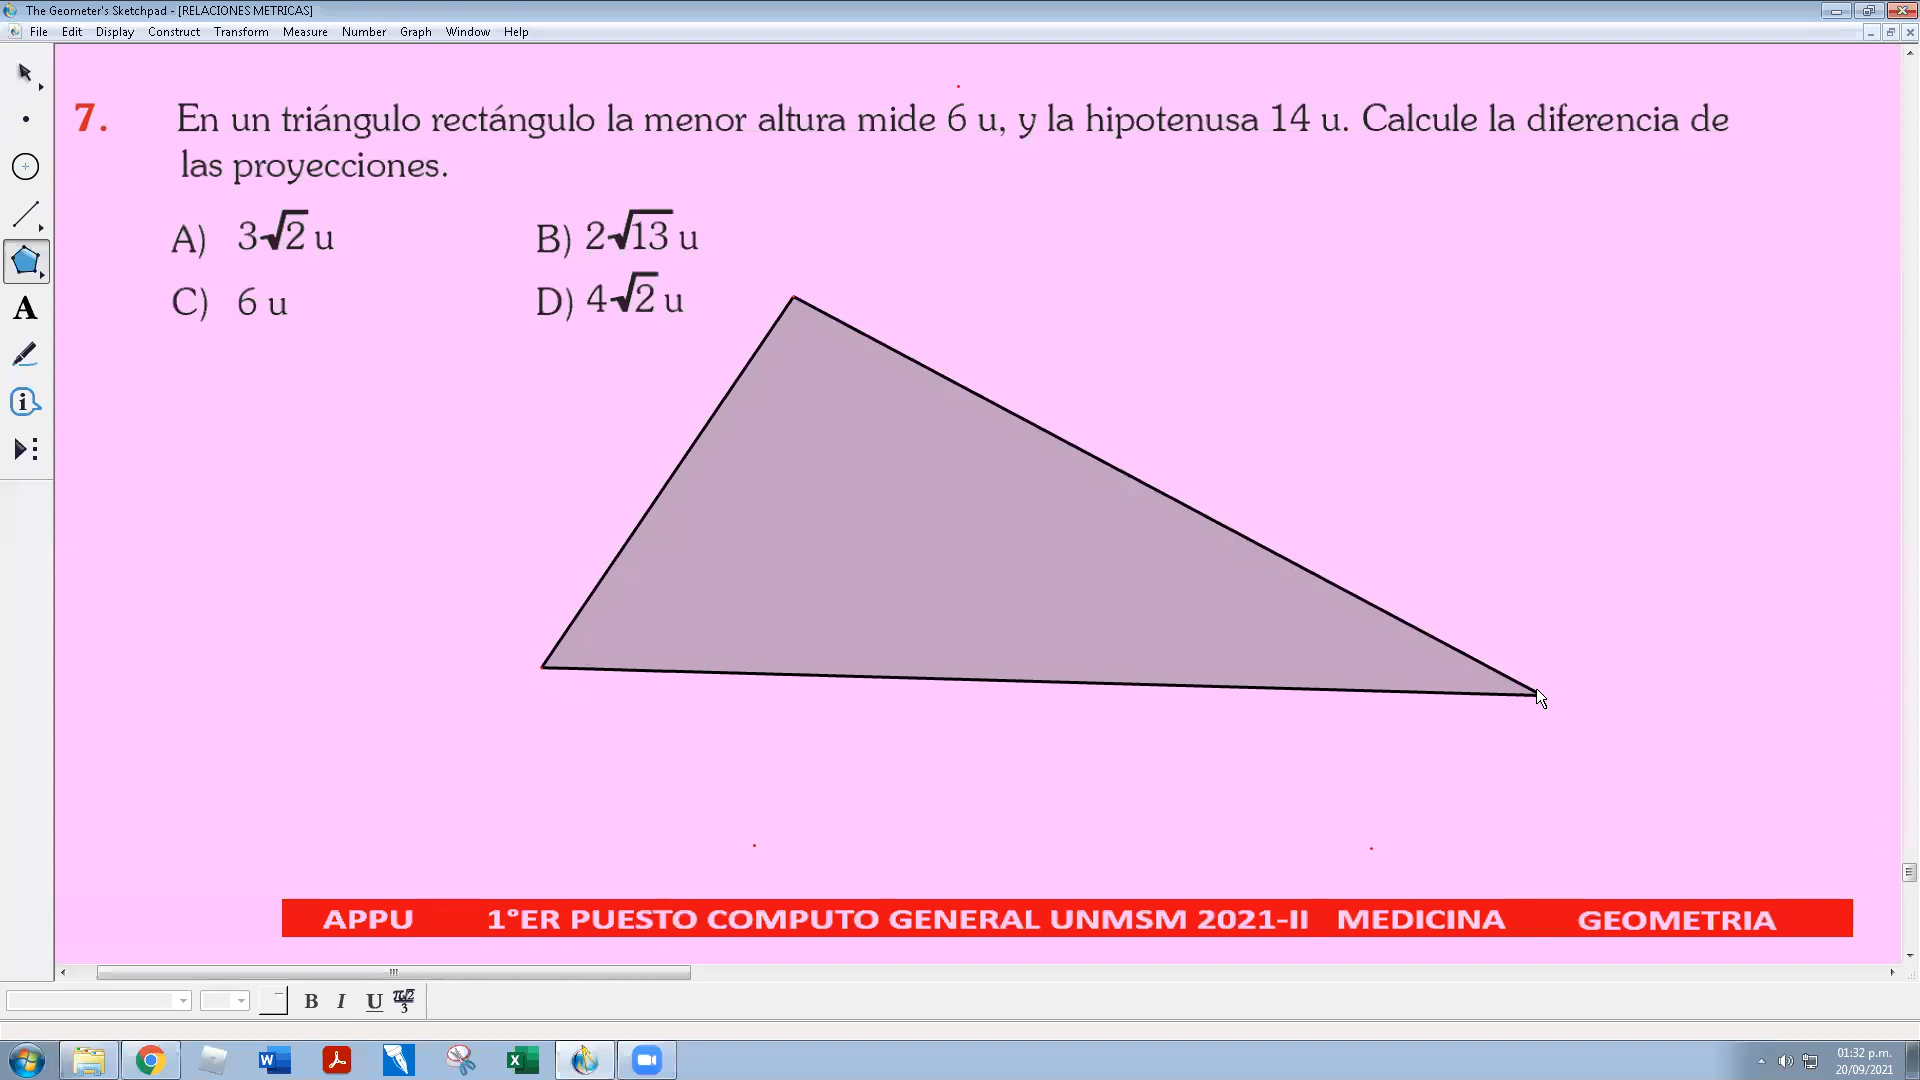 The Geometer's Sketchpad - [RELACIONES METRICAS]
File Edit Display Construct Transform Measure Number Graph Window Help
7. En un triángulo rectángulo la menor altura mide 6 u, y la hipotenusa 14 u. Calcule la diferencia de
las proyecciones.
A) 3√2 u B) 2√13 u
C) 6 u D) 4√2 u
A
APPU 1°ER PUESTO COMPUTO GENERAL UNMSM 2021-II MEDICINA GEOMETRIA
B I U
01:32 p.m.
20/09/2021